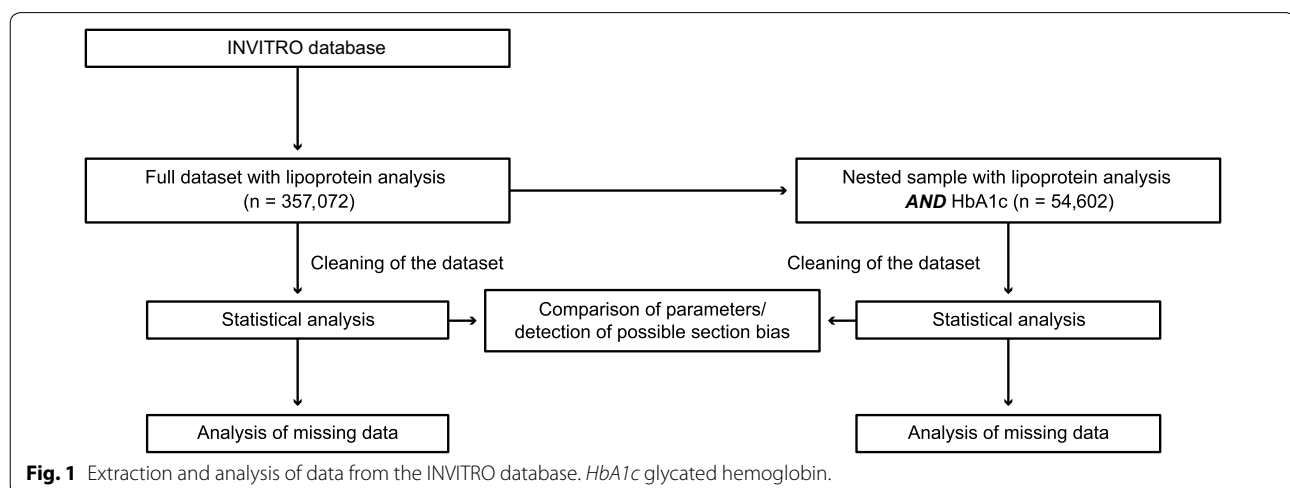 INVITRO database
Full dataset with lipoprotein analysis
(n = 357,072)
Nested sample with lipoprotein analysis
AND HbA1c (n = 54,602)
Cleaning of the dataset
Cleaning of the dataset
Statistical analysis
Comparison of parameters/
detection of possible section bias
Statistical analysis
Analysis of missing data
Analysis of missing data
Fig. 1 Extraction and analysis of data from the INVITRO database. HbA1c glycated hemoglobin.